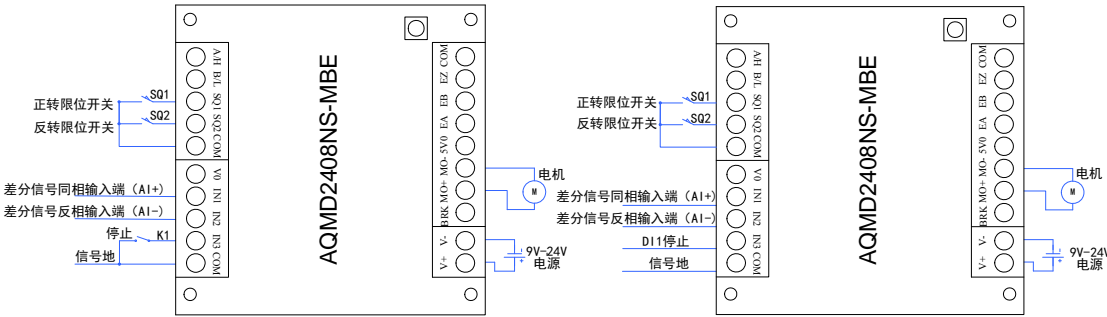 AQMD2408NS-MBE
A/H
B/L
SQ1
SQ2
COM
V0
IN1
IN2
IN3
COM
COM
EZ
EB
EA
5V0
MO-
MO+
BRK
V-
V+
SQ1
正转限位开关
SQ2
反转限位开关
差分信号同相输入端（AI+)
差分信号反相输入端（AI-)
停止
K1
信号地
电机
M
9V-24V
电源
AQMD2408NS-MBE
A/H
B/L
SQ1
SQ2
COM
V0
IN1
IN2
IN3
COM
COM
EZ
EB
EA
5V0
MO-
MO+
BRK
V-
V+
SQ1
正转限位开关
SQ2
反转限位开关
差分信号同相输入端（AI+)
差分信号反相输入端（AI-)
DI1停止
信号地
电机
M
9V-24V
电源